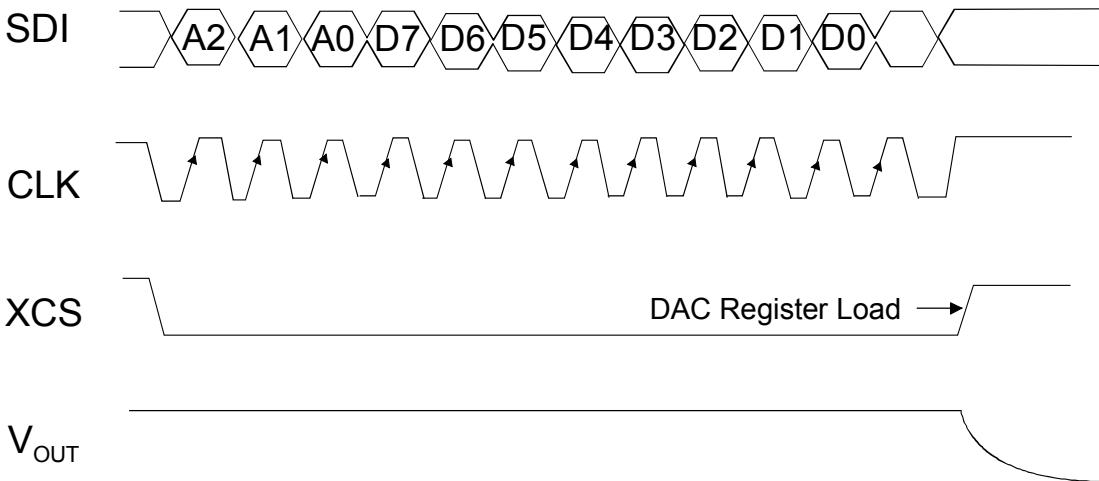 SDI A2 A1 A0 D7 D6 D5 D4 D3 D2 D1 D0
CLK
XCS DAC Register Load
VOUT